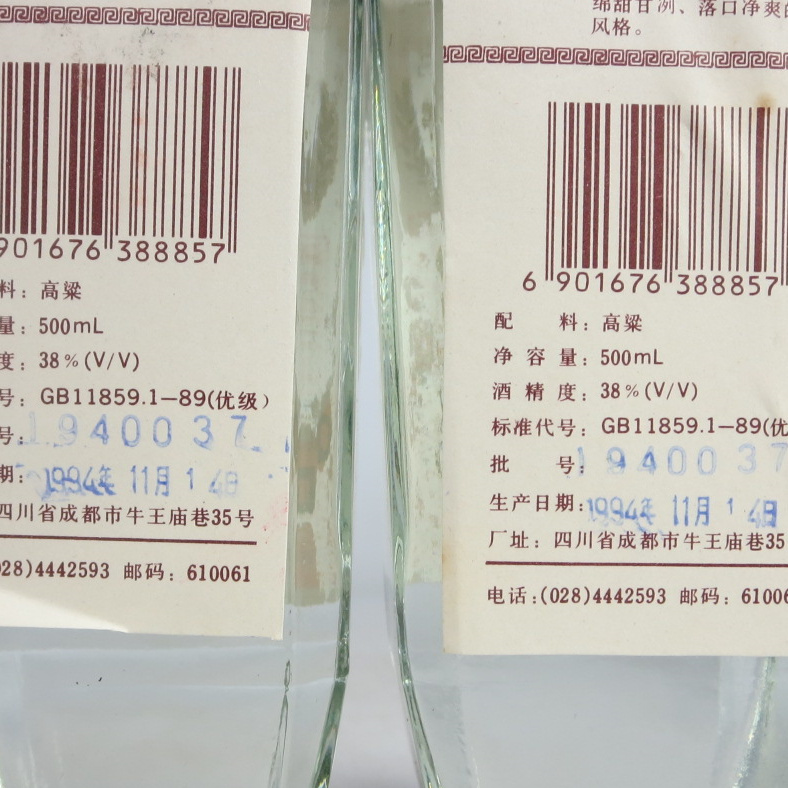 901676 388857
料：高粱
量：500mL
度：38%(V/V)
号：GB11859.1—89(优级)
号：1940037
期：1994年 11月 14日
四川省成都市牛王庙巷35号
028)4442593 邮码：610061
绵甜甘冽、落口净爽的
风格。
6 901676 388857
配 料：高粱
净 容 量：500mL
酒 精 度：38%(V/V)
标准代号：GB11859.1—89(优
批 号：1940037
生产日期：1994年 11月 14日
厂址：四川省成都市牛王庙巷35
电话：(028)4442593 邮码：61006